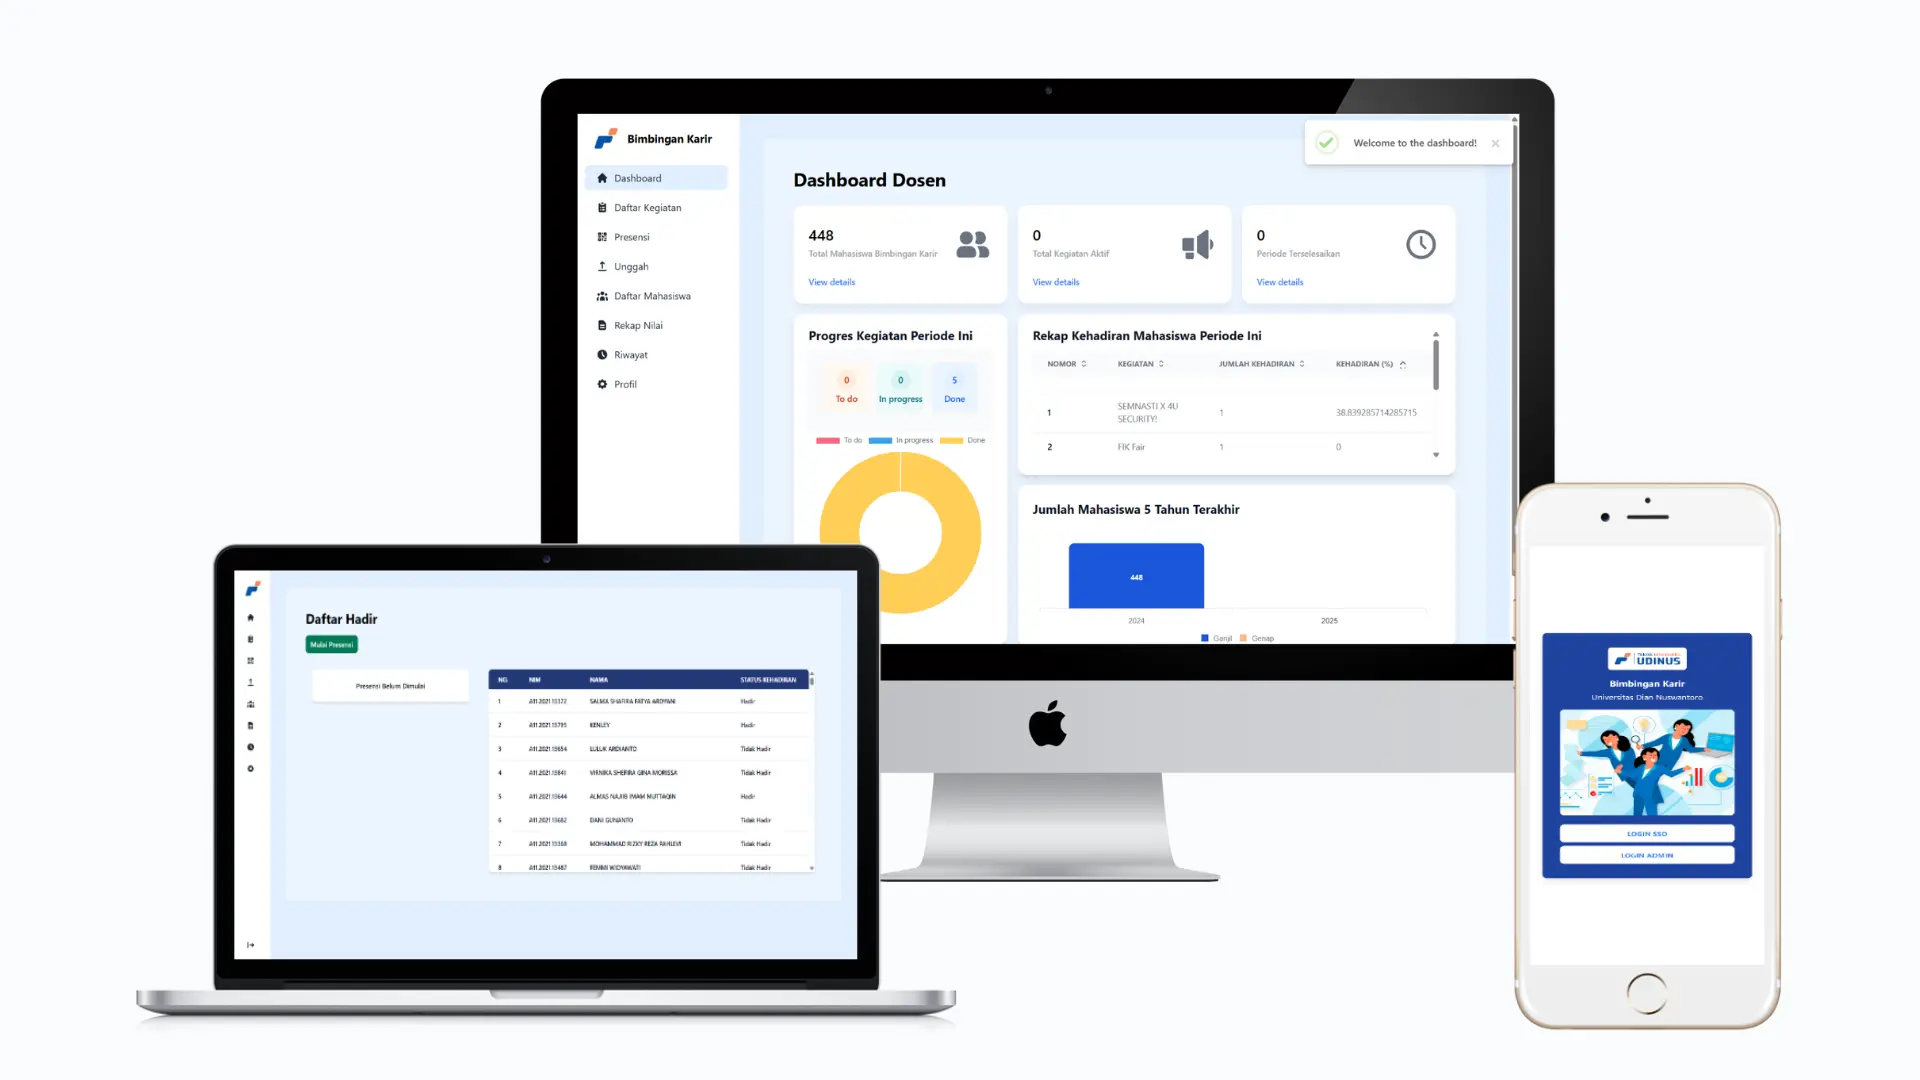 Bimbingan Karir
Dashboard
Daftar Kegiatan
Presensi
Unggah
Daftar Mahasiswa
Rekap Nilai
Riwayat
Profil
Welcome to the dashboard!
Dashboard Dosen
448
Total Mahasiswa Bimbingan Karir
View details
0
Total Kegiatan Aktif
View details
0
Periode Terselesaikan
View details
Progres Kegiatan Periode Ini
0 0 5
To do In progress Done
To do In progress Done
Rekap Kehadiran Mahasiswa Periode Ini
NOMOR KEGIATAN JUMLAH KEHADIRAN KEHADIRAN (%)
1 SEMNASTI X 4U SECURITY! 1 38.839285714285715
2 FIK Fair 1 0
Jumlah Mahasiswa 5 Tahun Terakhir
448
2024 2025
Ganjil Genap
Daftar Hadir
Mulai Presensi
Presensi Belum Dimulai
NO. NIM NAMA STATUS KEHADIRAN
1 A11.2021.13372 SALMA SHAFIRA FATYA ARDYANI Hadir
2 A11.2021.13795 KENLEY Hadir
3 A11.2021.13654 LULUK ARDIANTO Tidak Hadir
4 A11.2021.13841 VIRNIKA SHEFIRA GINA MORISSA Tidak Hadir
5 A11.2021.13644 ALMAS NAJIIB IMAM MUTTAQIN Hadir
6 A11.2021.13682 DANI GUNANTO Tidak Hadir
7 MOHAMMAD RIZKY REZA PAHLEVI Tidak Hadir
8 A11.2021.13487 FEMMI WIDYAWATI Tidak Hadir
UDINUS
Bimbingan Karir
Universitas Dian Nuswantoro
LOGIN SSO
LOGIN ADMIN